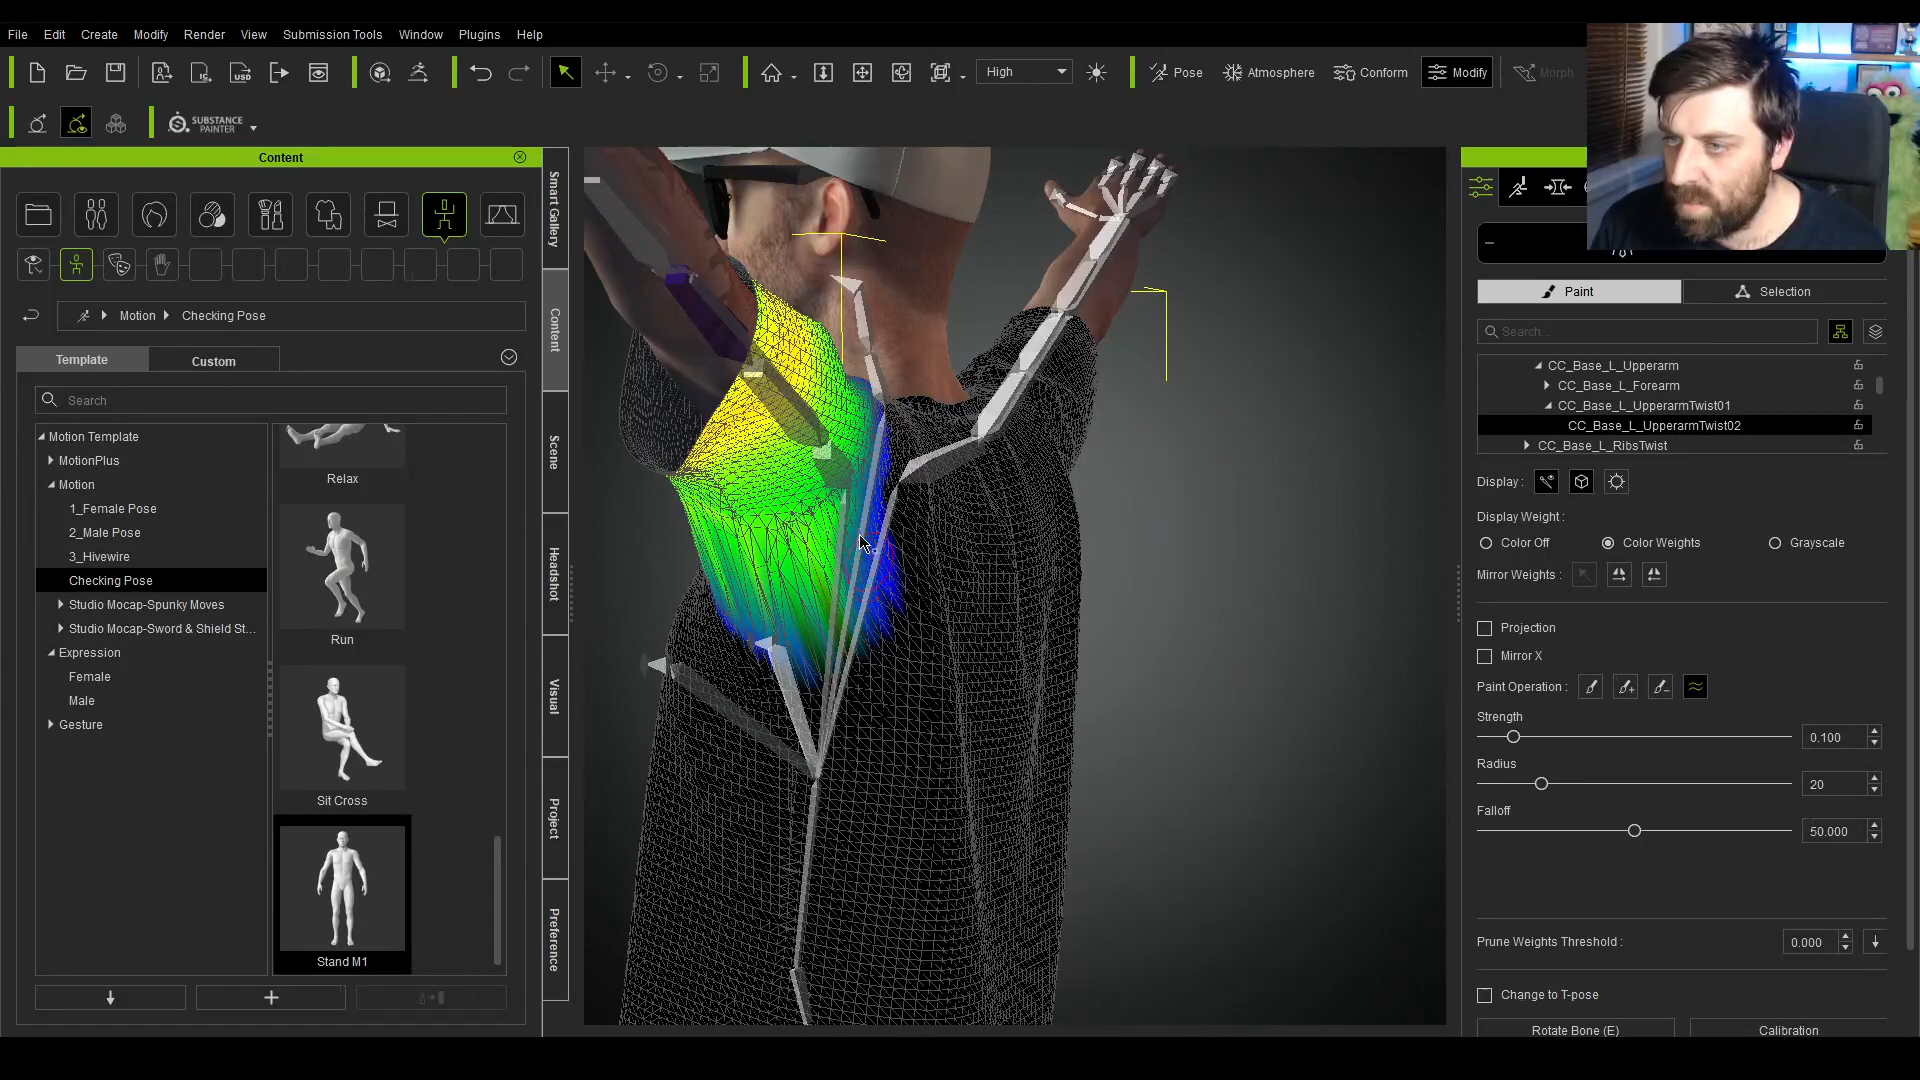 File Edit Create Modify Render View Submission Tools Window Plugins Help
High Pose Atmosphere Conform Modify Morph
SUBSTANCE PAINTER
Content
Motion Checking Pose
Template Custom
Search
Motion Template
MotionPlus
Motion
1_Female Pose
2_Male Pose
3_Hivewire
Checking Pose
Studio Mocap-Spunky Moves
Studio Mocap-Sword & Shield St...
Expression
Female
Male
Gesture
Relax
Run
Sit Cross
Stand M1
Smart Gallery
Content
Scene
Headshot
Visual
Project
Preference
Paint Selection
Search...
CC_Base_L_Upperarm
CC_Base_L_Forearm
CC_Base_L_UpperarmTwist01
CC_Base_L_UpperarmTwist02
CC_Base_L_RibsTwist
Display :
Display Weight :
Color Off Color Weights Grayscale
Mirror Weights :
Projection
Mirror X
Paint Operation :
Strength
0.100
Radius
20
Falloff
50.000
Prune Weights Threshold : 0.000
Change to T-pose
Rotate Bone (E) Calibration